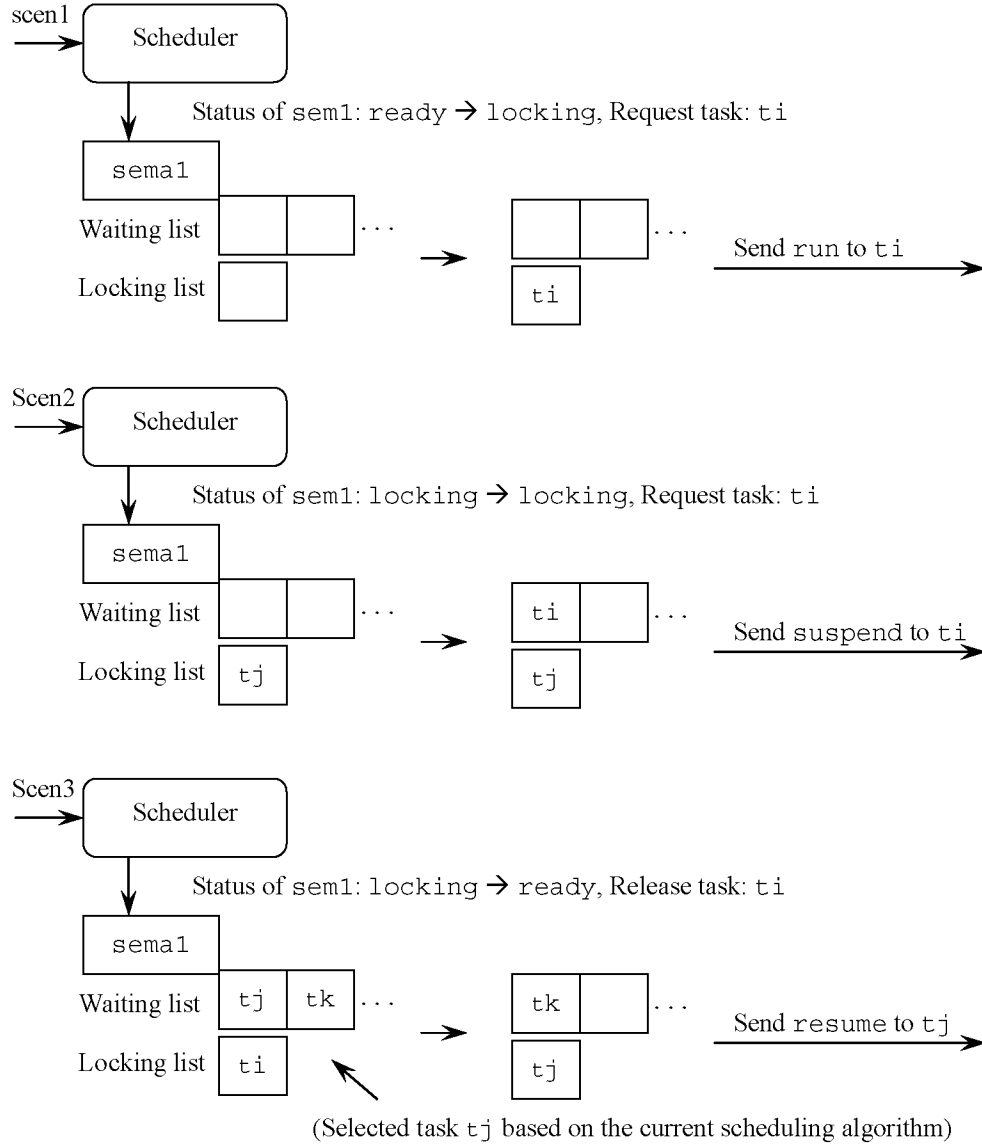 scen1
Scheduler
Status of sem1: ready → locking, Request task: ti
sema1
Waiting list ...
...
Send run to ti
Locking list
ti
Scen2
Scheduler
Status of sem1: locking → locking, Request task: ti
sema1
Waiting list ...
ti ...
Send suspend to ti
Locking list tj
tj
Scen3
Scheduler
Status of sem1: locking → ready, Release task: ti
sema1
Waiting list tj tk ...
tk ...
Send resume to tj
Locking list ti
tj
(Selected task tj based on the current scheduling algorithm)